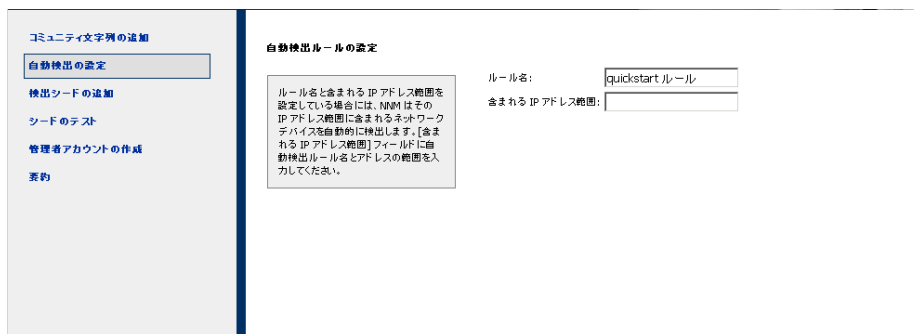 コミュニティ文字列の追加
自動検出の設定
検出シードの追加
シードのテスト
管理者アカウントの作成
要約
自動検出ルールの設定
ルール名と含まれる IP アドレス範囲を
設定している場合には、NNM はその
IP アドレス範囲に含まれるネットワーク
デバイスを自動的に検出します。[含ま
れる IP アドレス範囲] フィールドに自
動検出ルール名とアドレスの範囲を入
力してください。
ルール名: quickstart ルール
含まれる IP アドレス範囲: